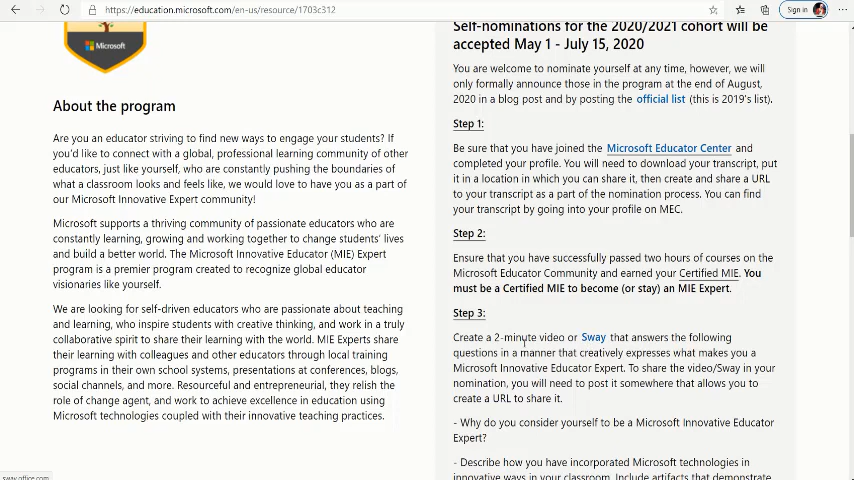 https://education.microsoft.com/en-us/resource/1703c312
Sign in
Microsoft
About the program
Are you an educator striving to find new ways to engage your students? If
you'd like to connect with a global, professional learning community of other
educators, just like yourself, who are constantly pushing the boundaries of
what a classroom looks and feels like, we would love to have you as a part of
our Microsoft Innovative Expert community!
Microsoft supports a thriving community of passionate educators who are
constantly learning, growing and working together to change students' lives
and build a better world. The Microsoft Innovative Educator (MIE) Expert
program is a premier program created to recognize global educator
visionaries like yourself.
We are looking for self-driven educators who are passionate about teaching
and learning, who inspire students with creative thinking, and work in a truly
collaborative spirit to share their learning with the world. MIE Experts share
their learning with colleagues and other educators through local training
programs in their own school systems, presentations at conferences, blogs,
social channels, and more. Resourceful and entrepreneurial, they relish the
role of change agent, and work to achieve excellence in education using
Microsoft technologies coupled with their innovative teaching practices.
Self-nominations for the 2020/2021 cohort will be
accepted May 1 - July 15, 2020
You are welcome to nominate yourself at any time, however, we will
only formally announce those in the program at the end of August,
2020 in a blog post and by posting the official list (this is 2019's list).
Step 1:
Be sure that you have joined the Microsoft Educator Center and
completed your profile. You will need to download your transcript, put
it in a location in which you can share it, then create and share a URL
to your transcript as a part of the nomination process. You can find
your transcript by going into your profile on MEC.
Step 2:
Ensure that you have successfully passed two hours of courses on the
Microsoft Educator Community and earned your Certified MIE. You
must be a Certified MIE to become (or stay) an MIE Expert.
Step 3:
Create a 2-minute video or Sway that answers the following
questions in a manner that creatively expresses what makes you a
Microsoft Innovative Educator Expert. To share the video/Sway in your
nomination, you will need to post it somewhere that allows you to
create a URL to share it.
- Why do you consider yourself to be a Microsoft Innovative Educator
Expert?
- Describe how you have incorporated Microsoft technologies in
innovative ways in your classroom. Include artifacts that demonstrate
sway.office.com